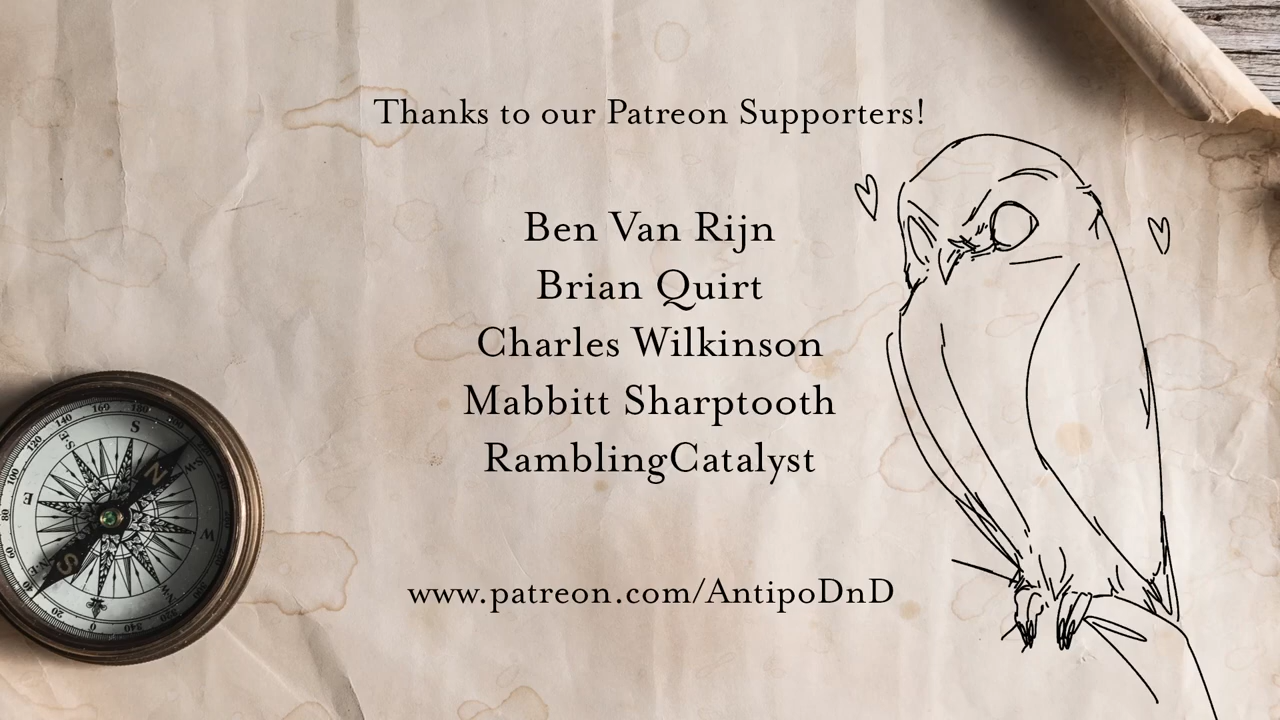 Thanks to our Patreon Supporters!
Ben Van Rijn
Brian Quirt
Charles Wilkinson
Mabbitt Sharptooth
RamblingCatalyst
www.patreon.com/AntipoDnD
N
S
S
E
W